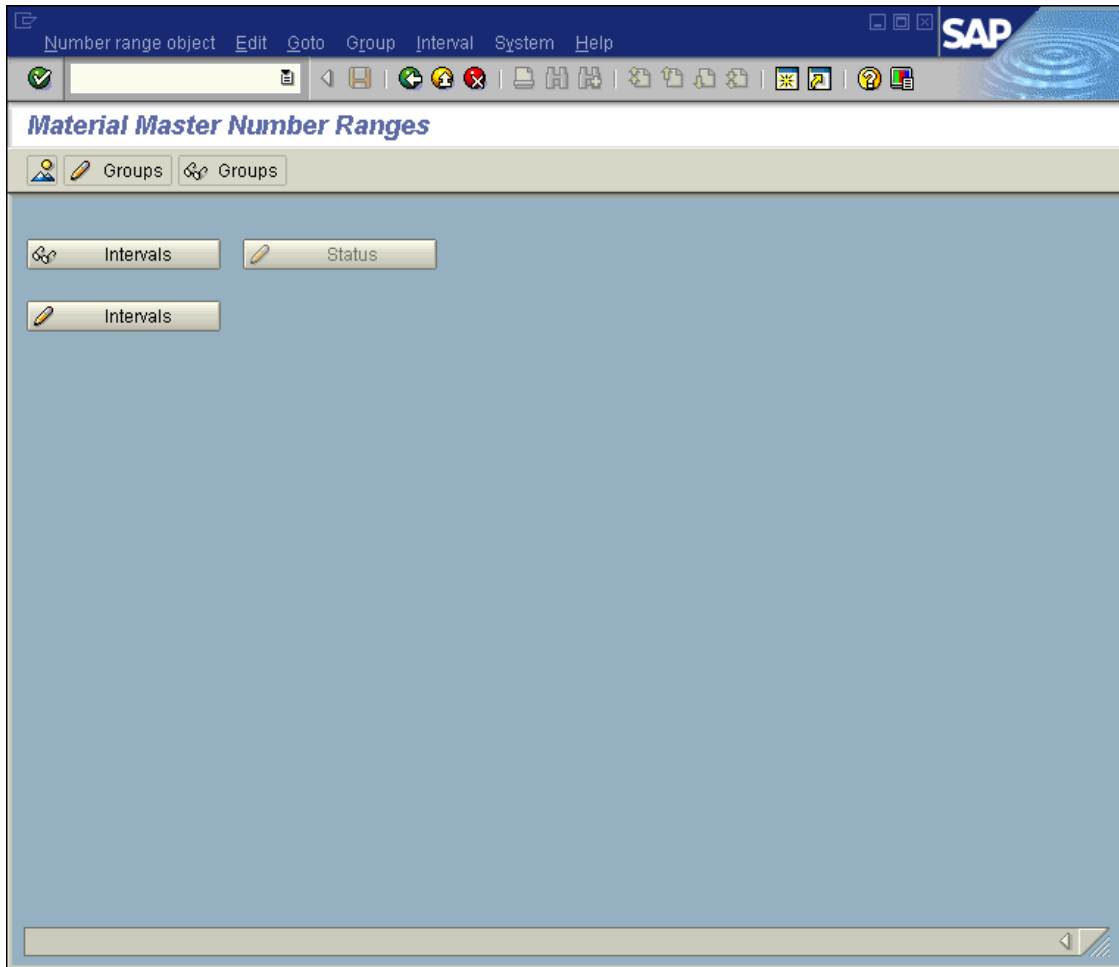 SAP
Number range object Edit Goto Group Interval System Help
Material Master Number Ranges
Groups Groups
Intervals Status
Intervals